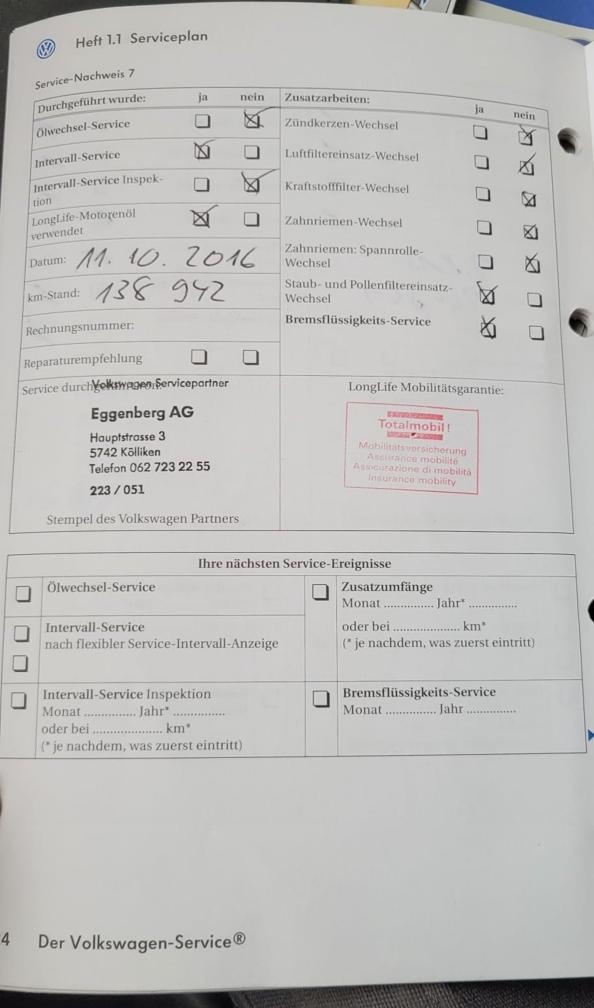 Heft 1.1 Serviceplan
Service-Nachweis 7
Durchgeführt wurde: ja nein
Ölwechsel-Service
Intervall-Service
Intervall-Service Inspek-
tion
LongLife-Motorenöl
verwendet
Datum: 11. 10. 2016
km-Stand: 138 942
Rechnungsnummer:
Reparaturempfehlung
Zusatzarbeiten: ja nein
Zündkerzen-Wechsel
Luftfiltereinsatz-Wechsel
Kraftstofffilter-Wechsel
Zahnriemen-Wechsel
Zahnriemen: Spannrolle-
Wechsel
Staub- und Pollenfiltereinsatz-
Wechsel
Bremsflüssigkeits-Service
Service durchgeführt von:
Volkswagen Servicepartner
Eggenberg AG
Hauptstrasse 3
5742 Kölliken
Telefon 062 723 22 55
223 / 051
Stempel des Volkswagen Partners
LongLife Mobilitätsgarantie:
Totalmobil!
Mobilitätsversicherung
Assurance mobilité
Assicurazione di mobilità
Insurance mobility
Ihre nächsten Service-Ereignisse
Ölwechsel-Service
Intervall-Service
nach flexibler Service-Intervall-Anzeige
Intervall-Service Inspektion
Monat .............. Jahr* ..............
oder bei ................... km*
(* je nachdem, was zuerst eintritt)
Zusatzumfänge
Monat .............. Jahr* .............
oder bei ................... km*
(* je nachdem, was zuerst eintritt)
Bremsflüssigkeits-Service
Monat .............. Jahr .............
4 Der Volkswagen-Service®